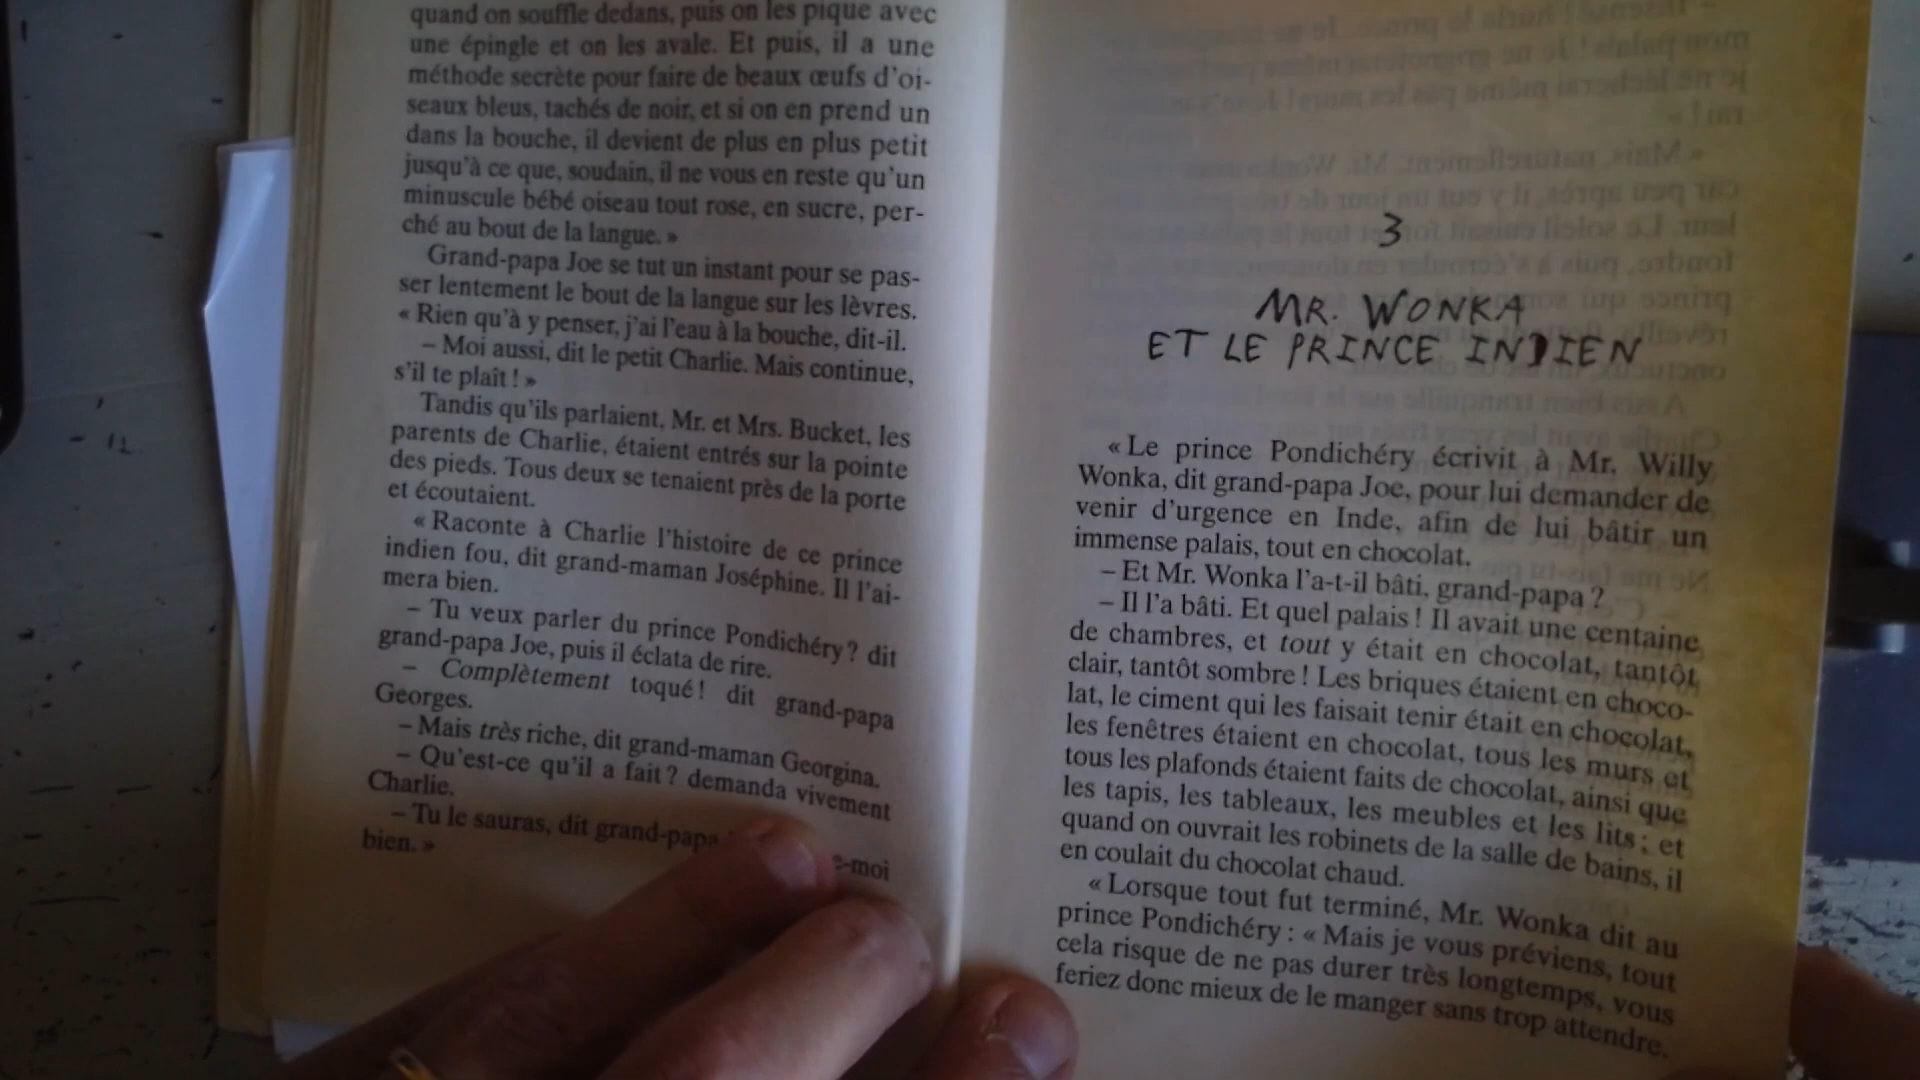 quand on souffle dedans, puis on les pique avec
une épingle et on les avale. Et puis, il a une
méthode secrète pour faire de beaux œufs d'oi-
seaux bleus, tachés de noir, et si on en prend un
dans la bouche, il devient de plus en plus petit
jusqu'à ce que, soudain, il ne vous en reste qu'un
minuscule bébé oiseau tout rose, en sucre, per-
ché au bout de la langue. »
Grand-papa Joe se tut un instant pour se pas-
ser lentement le bout de la langue sur les lèvres.
« Rien qu'à y penser, j'ai l'eau à la bouche, dit-il.
– Moi aussi, dit le petit Charlie. Mais continue,
s'il te plaît ! »
Tandis qu'ils parlaient, Mr. et Mrs. Bucket, les
parents de Charlie, étaient entrés sur la pointe
des pieds. Tous deux se tenaient près de la porte
et écoutaient.
« Raconte à Charlie l'histoire de ce prince
indien fou, dit grand-maman Joséphine. Il l'ai-
mera bien.
– Tu veux parler du prince Pondichéry ? dit
grand-papa Joe, puis il éclata de rire.
– Complètement toqué ! dit grand-papa
Georges.
– Mais très riche, dit grand-maman Georgina.
– Qu'est-ce qu'il a fait ? demanda vivement
Charlie.
– Tu le sauras, dit grand-papa e-moi
bien. »
3
MR. WONKA
ET LE PRINCE INDIEN
« Le prince Pondichéry écrivit à Mr. Willy
Wonka, dit grand-papa Joe, pour lui demander de
venir d'urgence en Inde, afin de lui bâtir un
immense palais, tout en chocolat.
– Et Mr. Wonka l'a-t-il bâti, grand-papa ?
– Il l'a bâti. Et quel palais ! Il avait une centaine
de chambres, et tout y était en chocolat, tantôt
clair, tantôt sombre ! Les briques étaient en choco-
lat, le ciment qui les faisait tenir était en chocolat,
les fenêtres étaient en chocolat, tous les murs et
tous les plafonds étaient faits de chocolat, ainsi que
les tapis, les tableaux, les meubles et les lits ; et
quand on ouvrait les robinets de la salle de bains, il
en coulait du chocolat chaud.
« Lorsque tout fut terminé, Mr. Wonka dit au
prince Pondichéry : « Mais je vous préviens, tout
cela risque de ne pas durer très longtemps, vous
feriez donc mieux de le manger sans trop attendre.